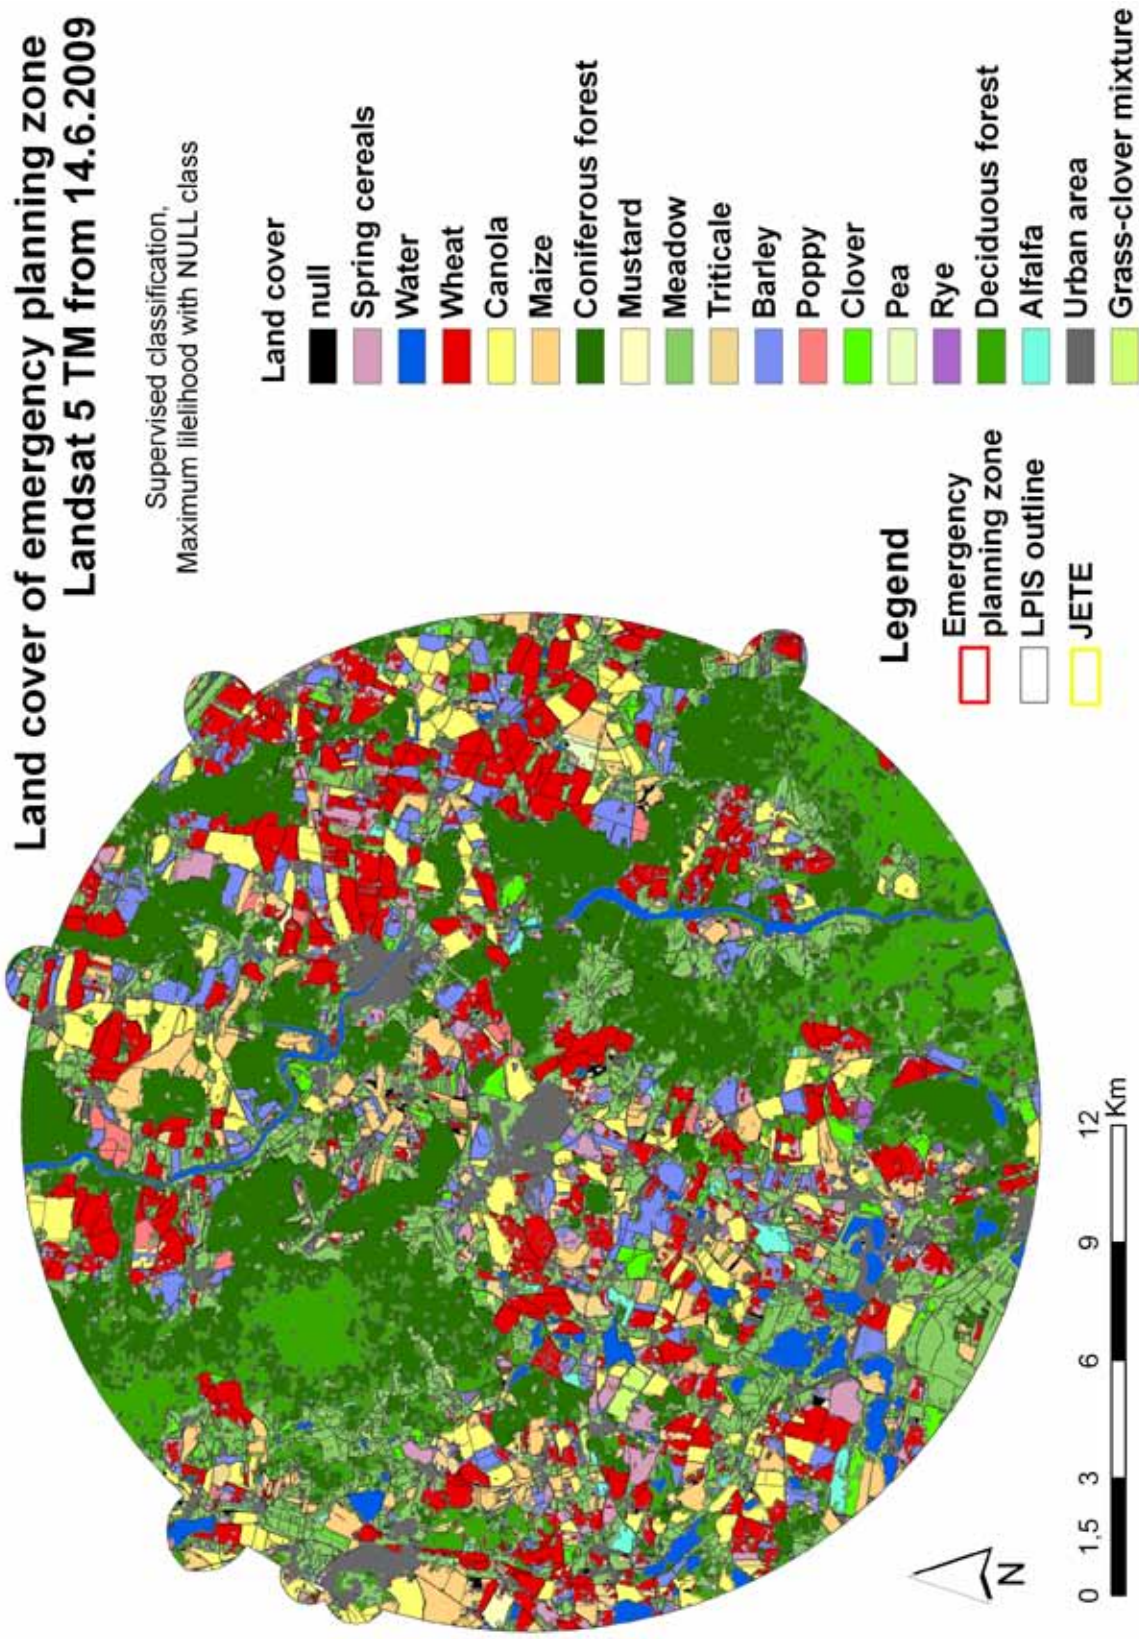 Land cover of emergency planning zone
Landsat 5 TM from 14.6.2009
Supervised classification,
Maximum lilelihood with NULL class
Land cover
null
Spring cereals
Water
Wheat
Canola
Maize
Coniferous forest
Mustard
Meadow
Triticale
Barley
Poppy
Clover
Pea
Rye
Deciduous forest
Alfalfa
Urban area
Grass-clover mixture
Legend
Emergency
planning zone
LPIS outline
JETE
N
0 1,5 3 6 9 12
Km